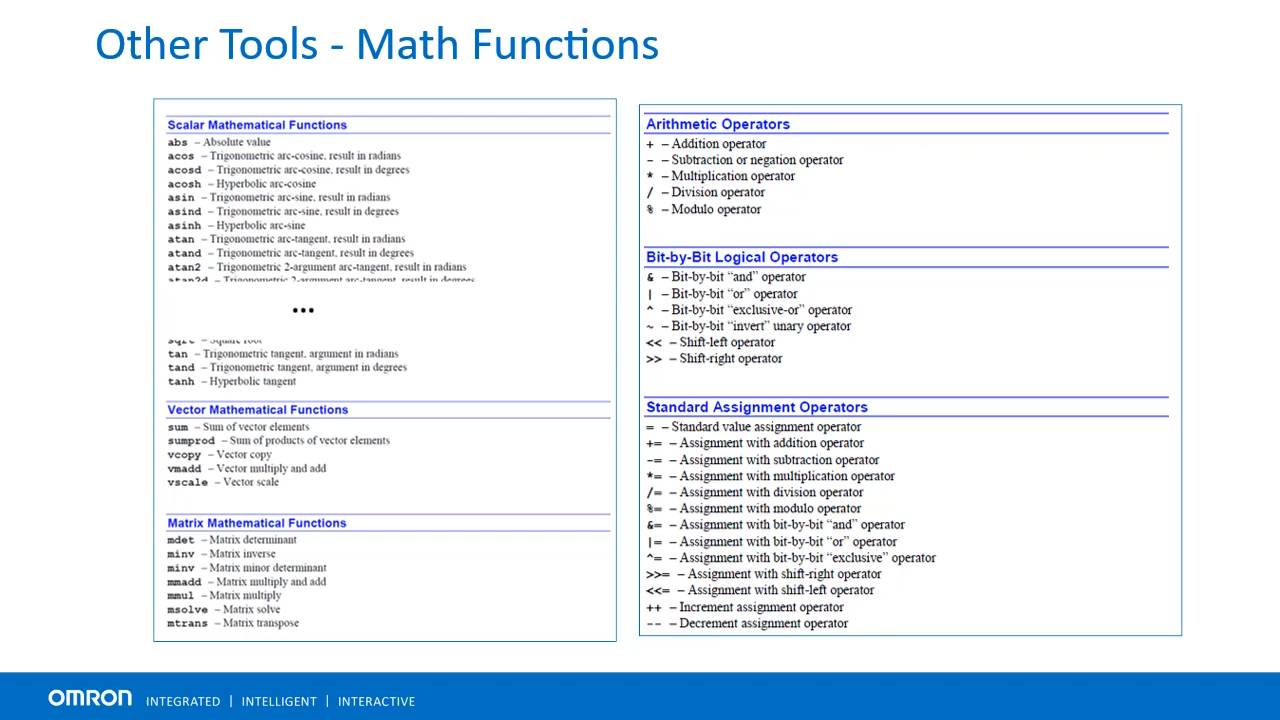 Other Tools - Math Functions
Scalar Mathematical Functions
abs – Absolute value
acos – Trigonometric arc-cosine, result in radians
acosd – Trigonometric arc-cosine, result in degrees
acosh – Hyperbolic arc-cosine
asin – Trigonometric arc-sine, result in radians
asind – Trigonometric arc-sine, result in degrees
asinh – Hyperbolic arc-sine
atan – Trigonometric arc-tangent, result in radians
atand – Trigonometric arc-tangent, result in degrees
atan2 – Trigonometric 2-argument arc-tangent, result in radians
atan2d – Trigonometric 2-argument arc-tangent, result in degrees
...
sqrt – Square root
tan – Trigonometric tangent, argument in radians
tand – Trigonometric tangent, argument in degrees
tanh – Hyperbolic tangent
Vector Mathematical Functions
sum – Sum of vector elements
sumprod – Sum of products of vector elements
vcopy – Vector copy
vmadd – Vector multiply and add
vscale – Vector scale
Matrix Mathematical Functions
mdet – Matrix determinant
minv – Matrix inverse
minv – Matrix minor determinant
mmadd – Matrix multiply and add
mmul – Matrix multiply
msolve – Matrix solve
mtrans – Matrix transpose
Arithmetic Operators
+ – Addition operator
- – Subtraction or negation operator
* – Multiplication operator
/ – Division operator
% – Modulo operator
Bit-by-Bit Logical Operators
& – Bit-by-bit “and” operator
| – Bit-by-bit “or” operator
^ – Bit-by-bit “exclusive-or” operator
~ – Bit-by-bit “invert” unary operator
<< – Shift-left operator
>> – Shift-right operator
Standard Assignment Operators
= – Standard value assignment operator
+= – Assignment with addition operator
-= – Assignment with subtraction operator
*= – Assignment with multiplication operator
/= – Assignment with division operator
%= – Assignment with modulo operator
&= – Assignment with bit-by-bit “and” operator
|= – Assignment with bit-by-bit “or” operator
^= – Assignment with bit-by-bit “exclusive” operator
>>= – Assignment with shift-right operator
<<= – Assignment with shift-left operator
++ – Increment assignment operator
-- – Decrement assignment operator
OMRON INTEGRATED | INTELLIGENT | INTERACTIVE